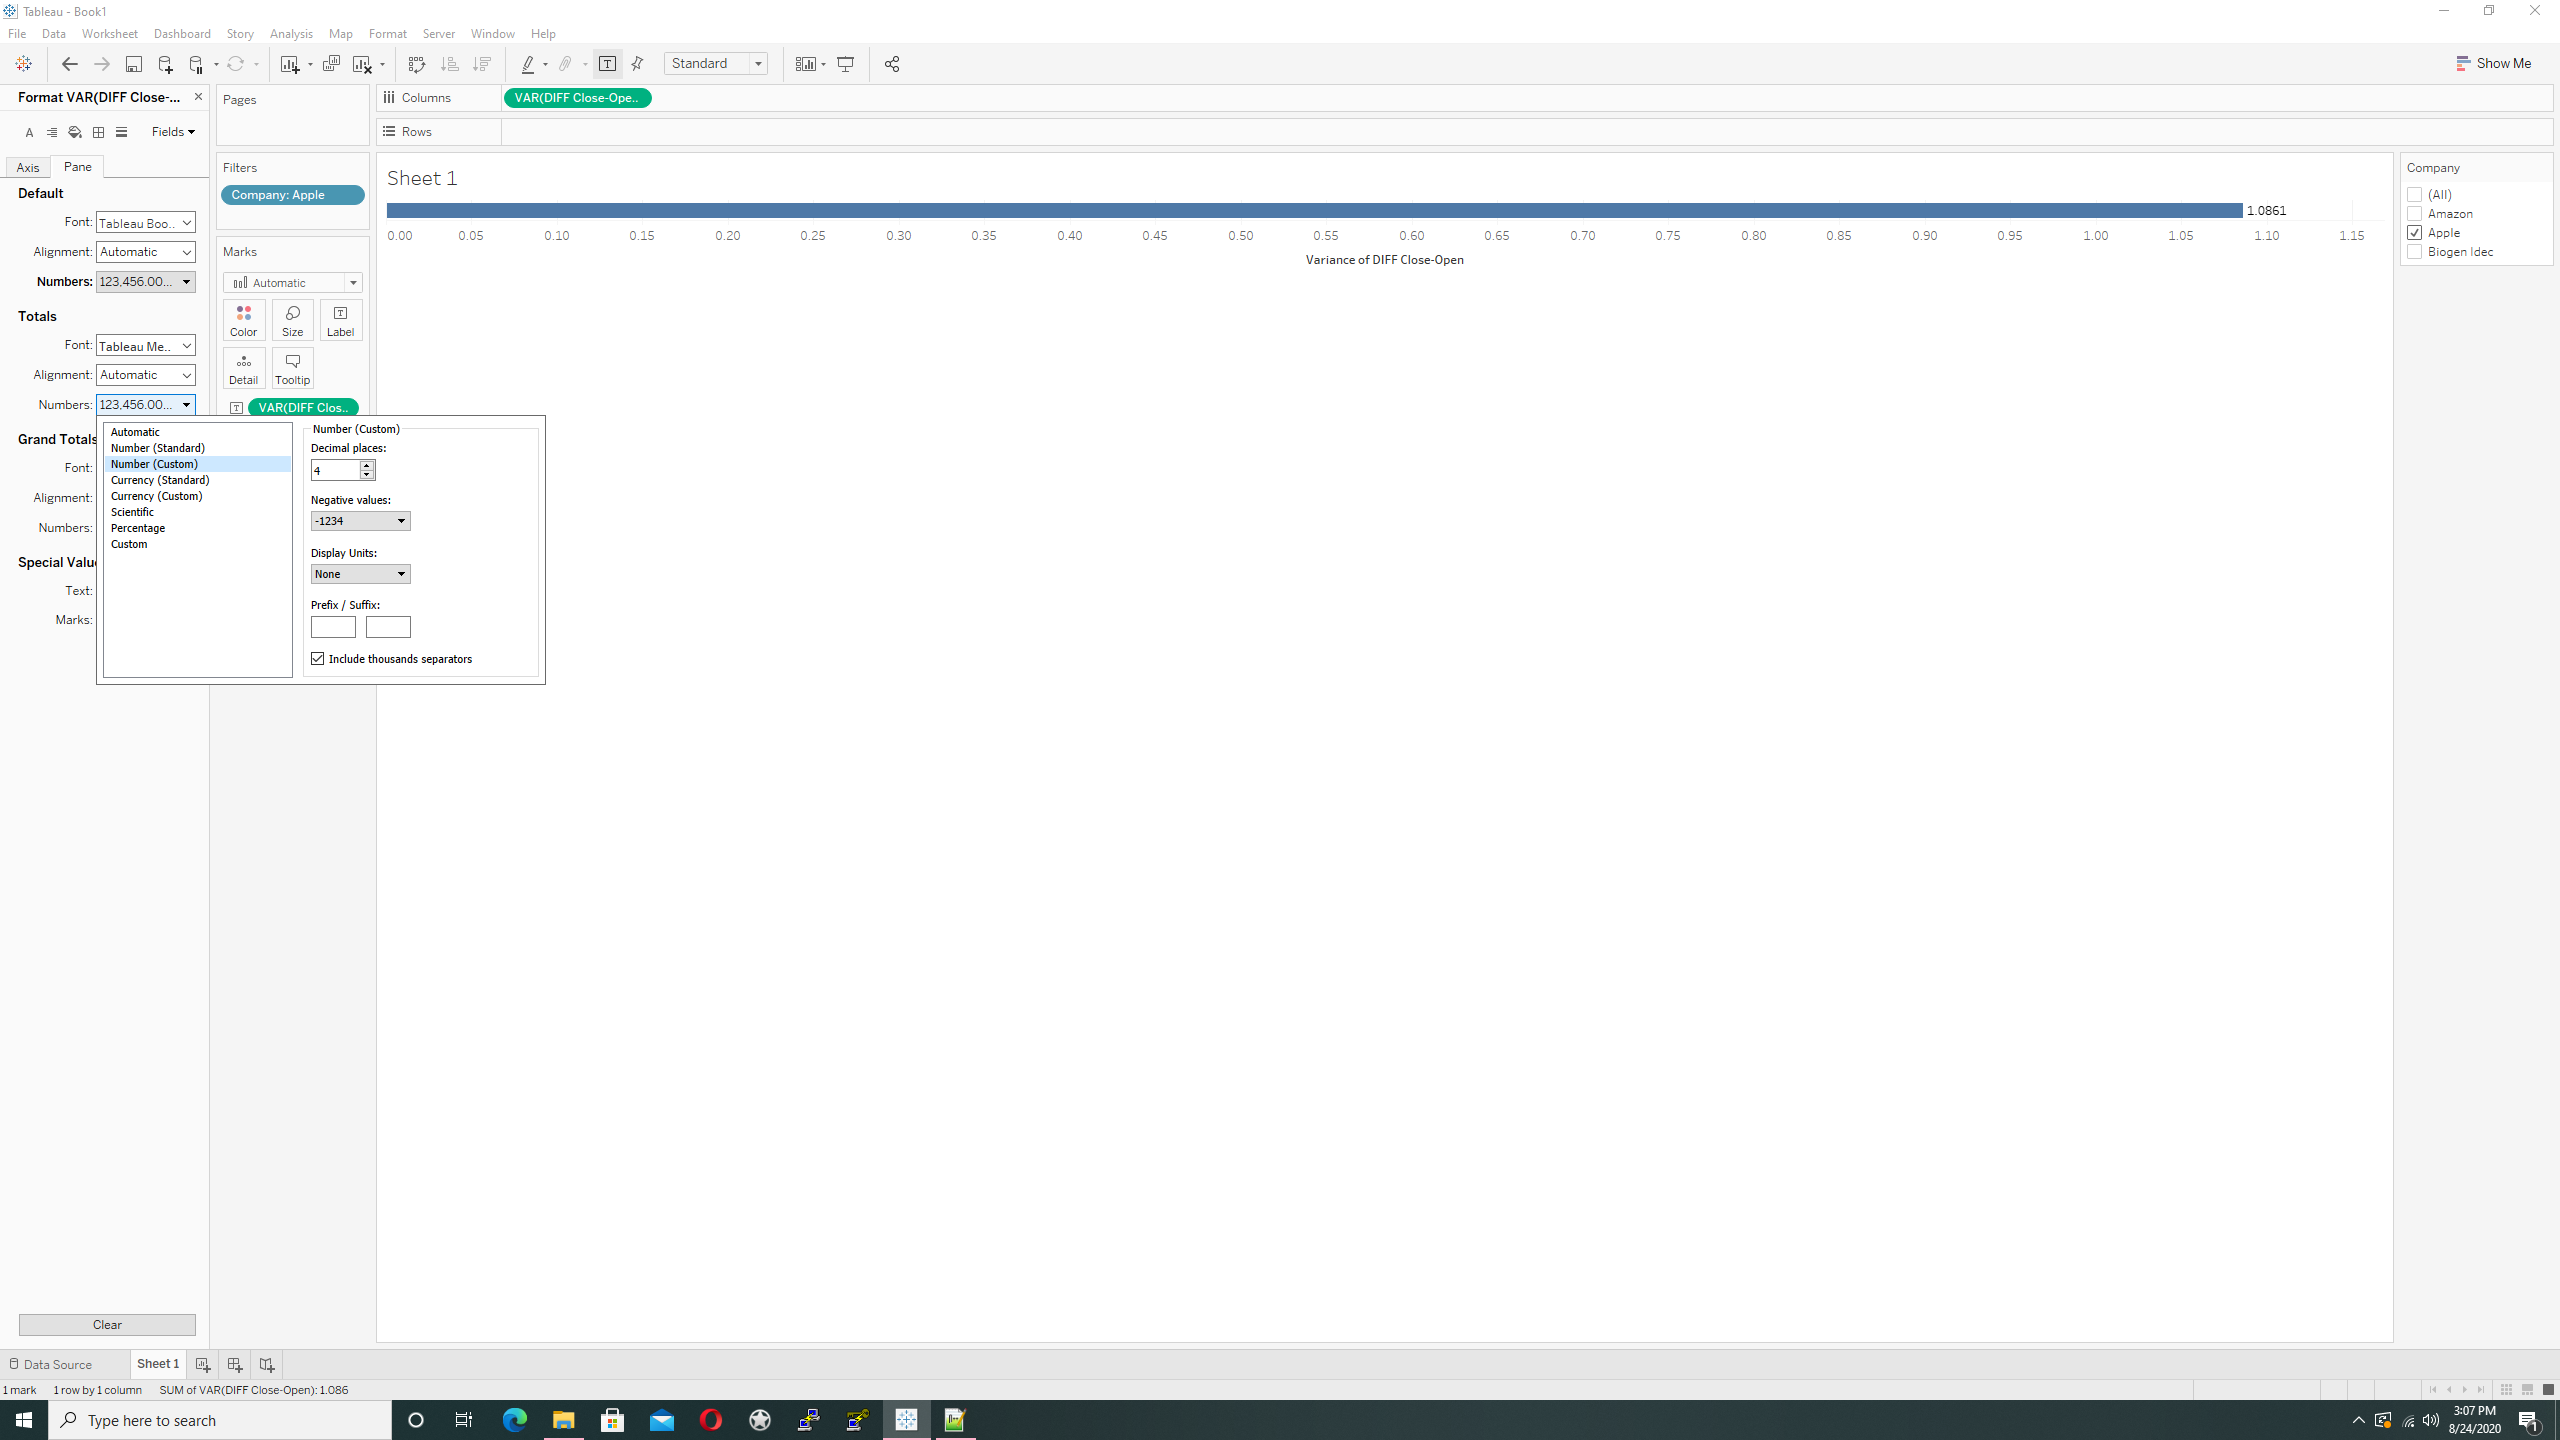 Tableau - Book1
File Data Worksheet Dashboard Story Analysis Map Format Server Window Help
Standard
Show Me
Format VAR(DIFF Close-...
Fields
Axis Pane
Default
Font: Tableau Boo..
Alignment: Automatic
Numbers: 123,456.00...
Totals
Font: Tableau Me..
Alignment: Automatic
Numbers: 123,456.00...
Grand Totals
Font:
Alignment:
Numbers:
Special Valu
Text:
Marks:
Clear
Automatic
Number (Standard)
Number (Custom)
Currency (Standard)
Currency (Custom)
Scientific
Percentage
Custom
Number (Custom)
Decimal places:
4
Negative values:
-1234
Display Units:
None
Prefix / Suffix:
Include thousands separators
Pages
Filters
Company: Apple
Marks
Automatic
Color Size Label
Detail Tooltip
VAR(DIFF Clos..
Columns VAR(DIFF Close-Ope..
Rows
Sheet 1
1.0861
0.00 0.05 0.10 0.15 0.20 0.25 0.30 0.35 0.40 0.45 0.50 0.55 0.60 0.65 0.70 0.75 0.80 0.85 0.90 0.95 1.00 1.05 1.10 1.15
Variance of DIFF Close-Open
Company
(All)
Amazon
Apple
Biogen Idec
Data Source Sheet 1
1 mark 1 row by 1 column SUM of VAR(DIFF Close-Open): 1.086
Type here to search
3:07 PM
8/24/2020
1